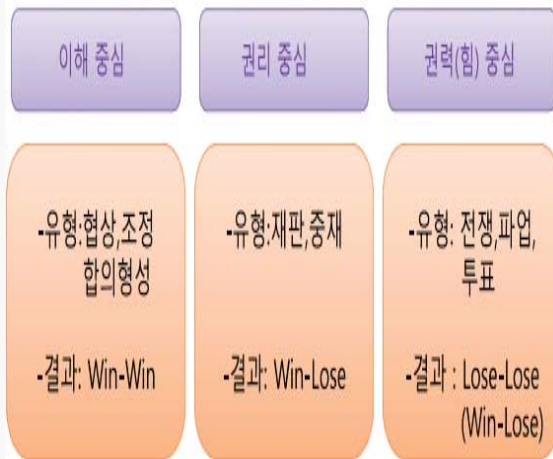 이해 중심
권리 중심
권력(힘) 중심
-유형:협상,조정
합의형성
-결과: Win-Win
-유형:재판,중재
-결과: Win-Lose
-유형: 전쟁,파업,
투표
-결과 : Lose-Lose
(Win-Lose)